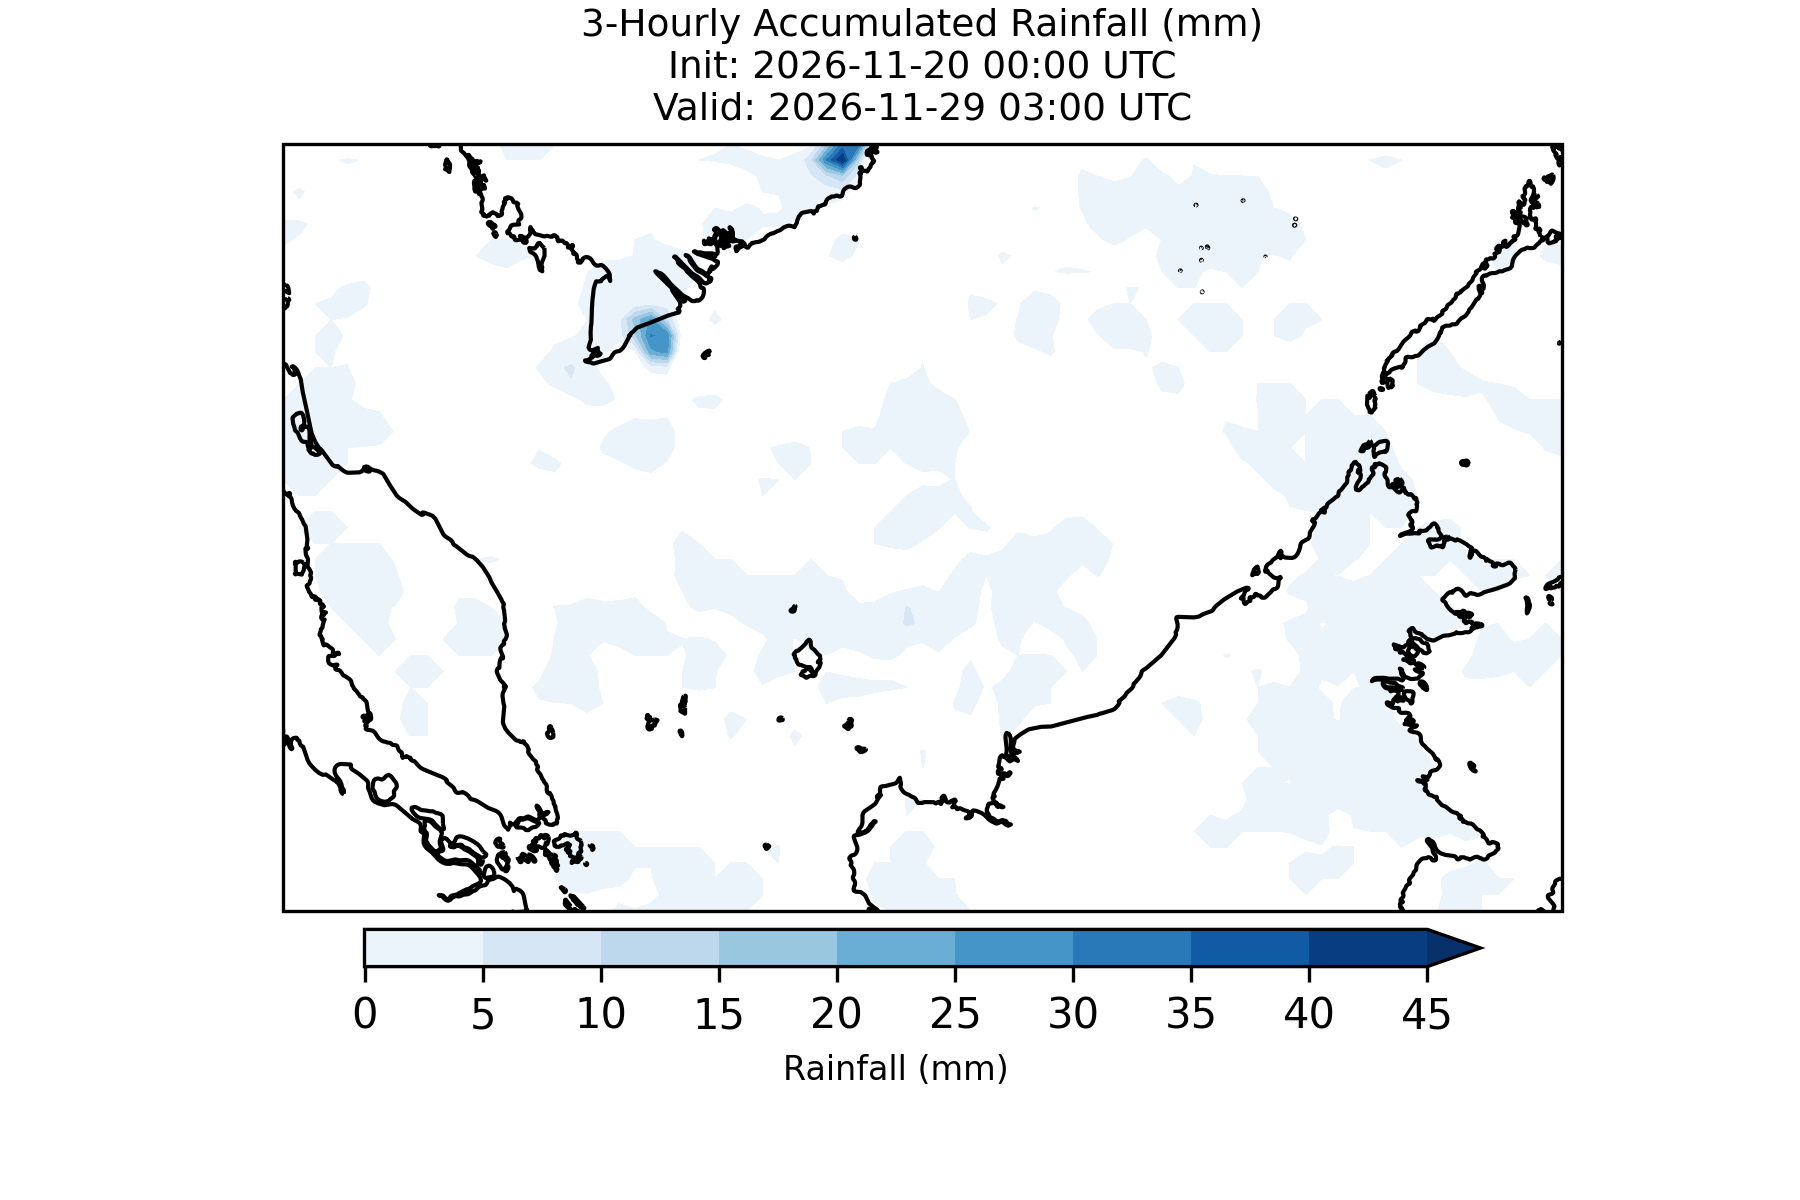 3-Hourly Accumulated Rainfall (mm)
Init: 2026-11-20 00:00 UTC
Valid: 2026-11-29 03:00 UTC
0 5 10 15 20 25 30 35 40 45
Rainfall (mm)